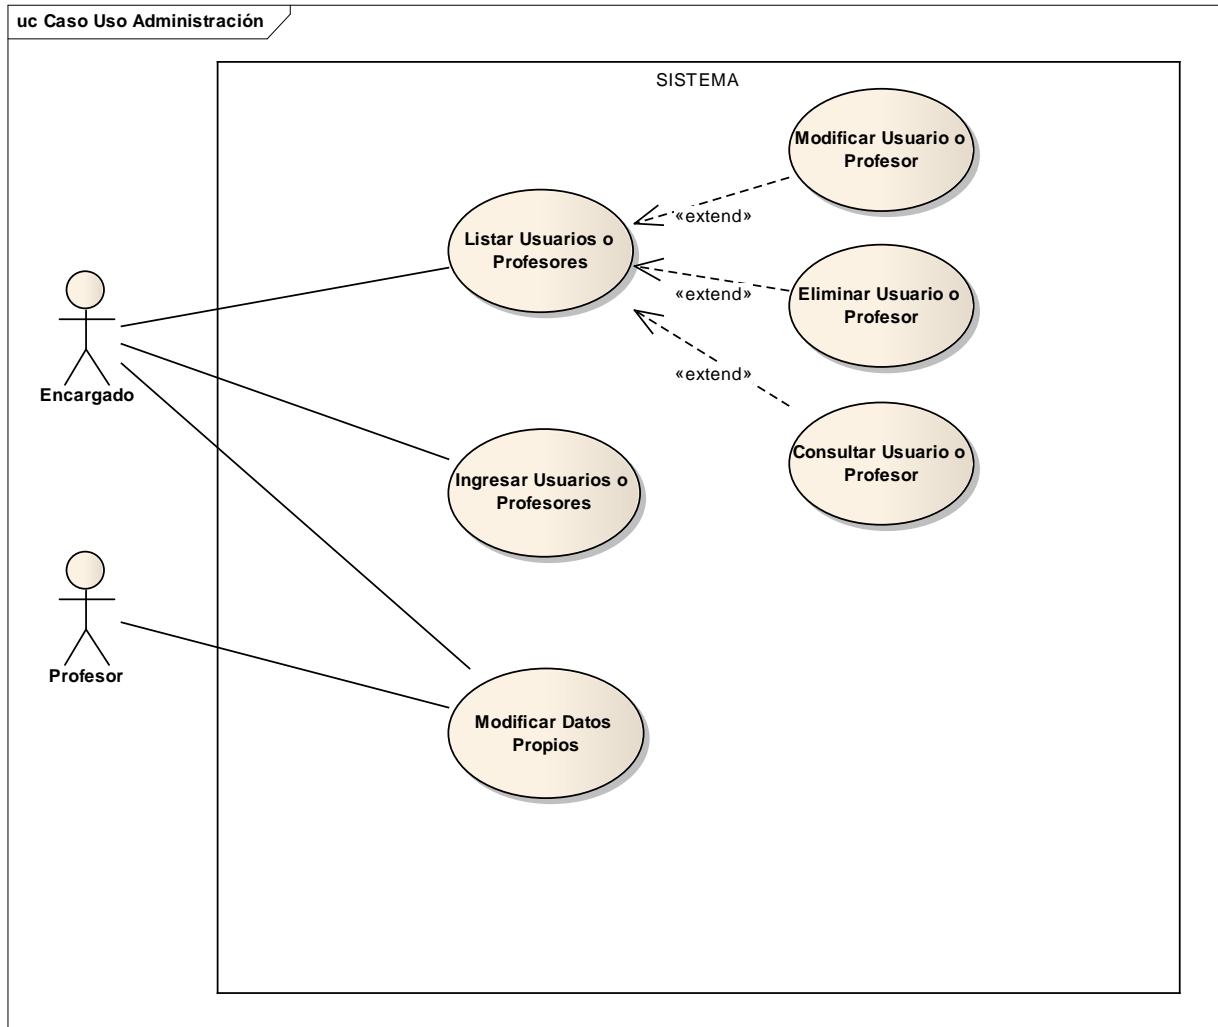 uc Caso Uso Administración
SISTEMA
Modificar Usuario o
Profesor
«extend»
Listar Usuarios o
Profesores
Eliminar Usuario o
Profesor
«extend»
«extend»
Encargado
Consultar Usuario o
Profesor
Ingresar Usuarios o
Profesores
Profesor
Modificar Datos
Propios